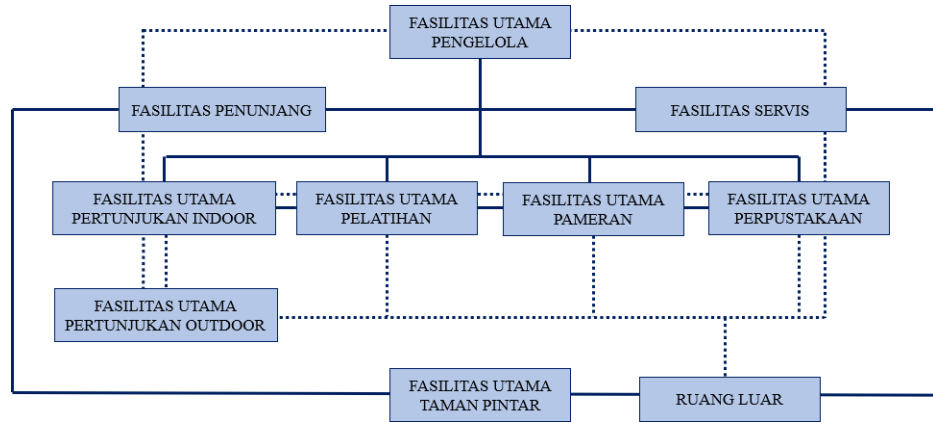 FASILITAS UTAMA
PENGELOLA
FASILITAS PENUNJANG
FASILITAS SERVIS
FASILITAS UTAMA
PERTUNJUKAN INDOOR
FASILITAS UTAMA
PELATIHAN
FASILITAS UTAMA
PAMERAN
FASILITAS UTAMA
PERPUSTAKAAN
FASILITAS UTAMA
PERTUNJUKAN OUTDOOR
FASILITAS UTAMA
TAMAN PINTAR
RUANG LUAR